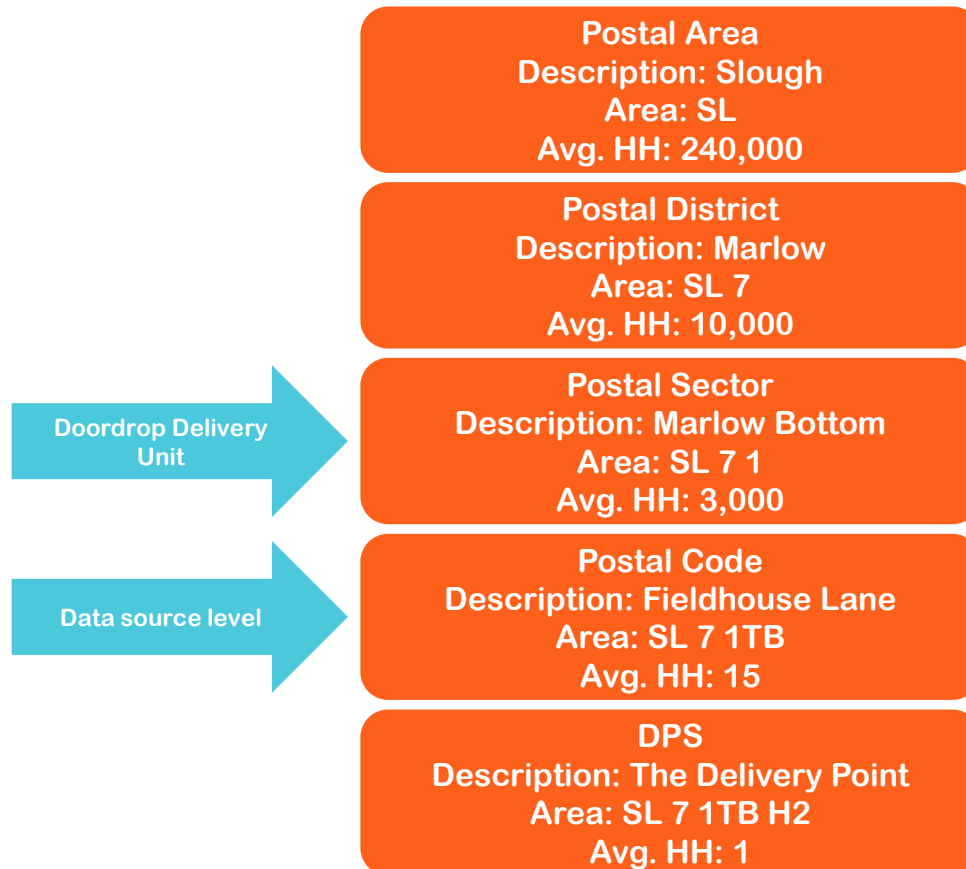 Postal Area
Description: Slough
Area: SL
Avg. HH: 240,000
Postal District
Description: Marlow
Area: SL 7
Avg. HH: 10,000
Doordrop Delivery
Unit
Postal Sector
Description: Marlow Bottom
Area: SL 7 1
Avg. HH: 3,000
Data source level
Postal Code
Description: Fieldhouse Lane
Area: SL 7 1TB
Avg. HH: 15
DPS
Description: The Delivery Point
Area: SL 7 1TB H2
Avg. HH: 1